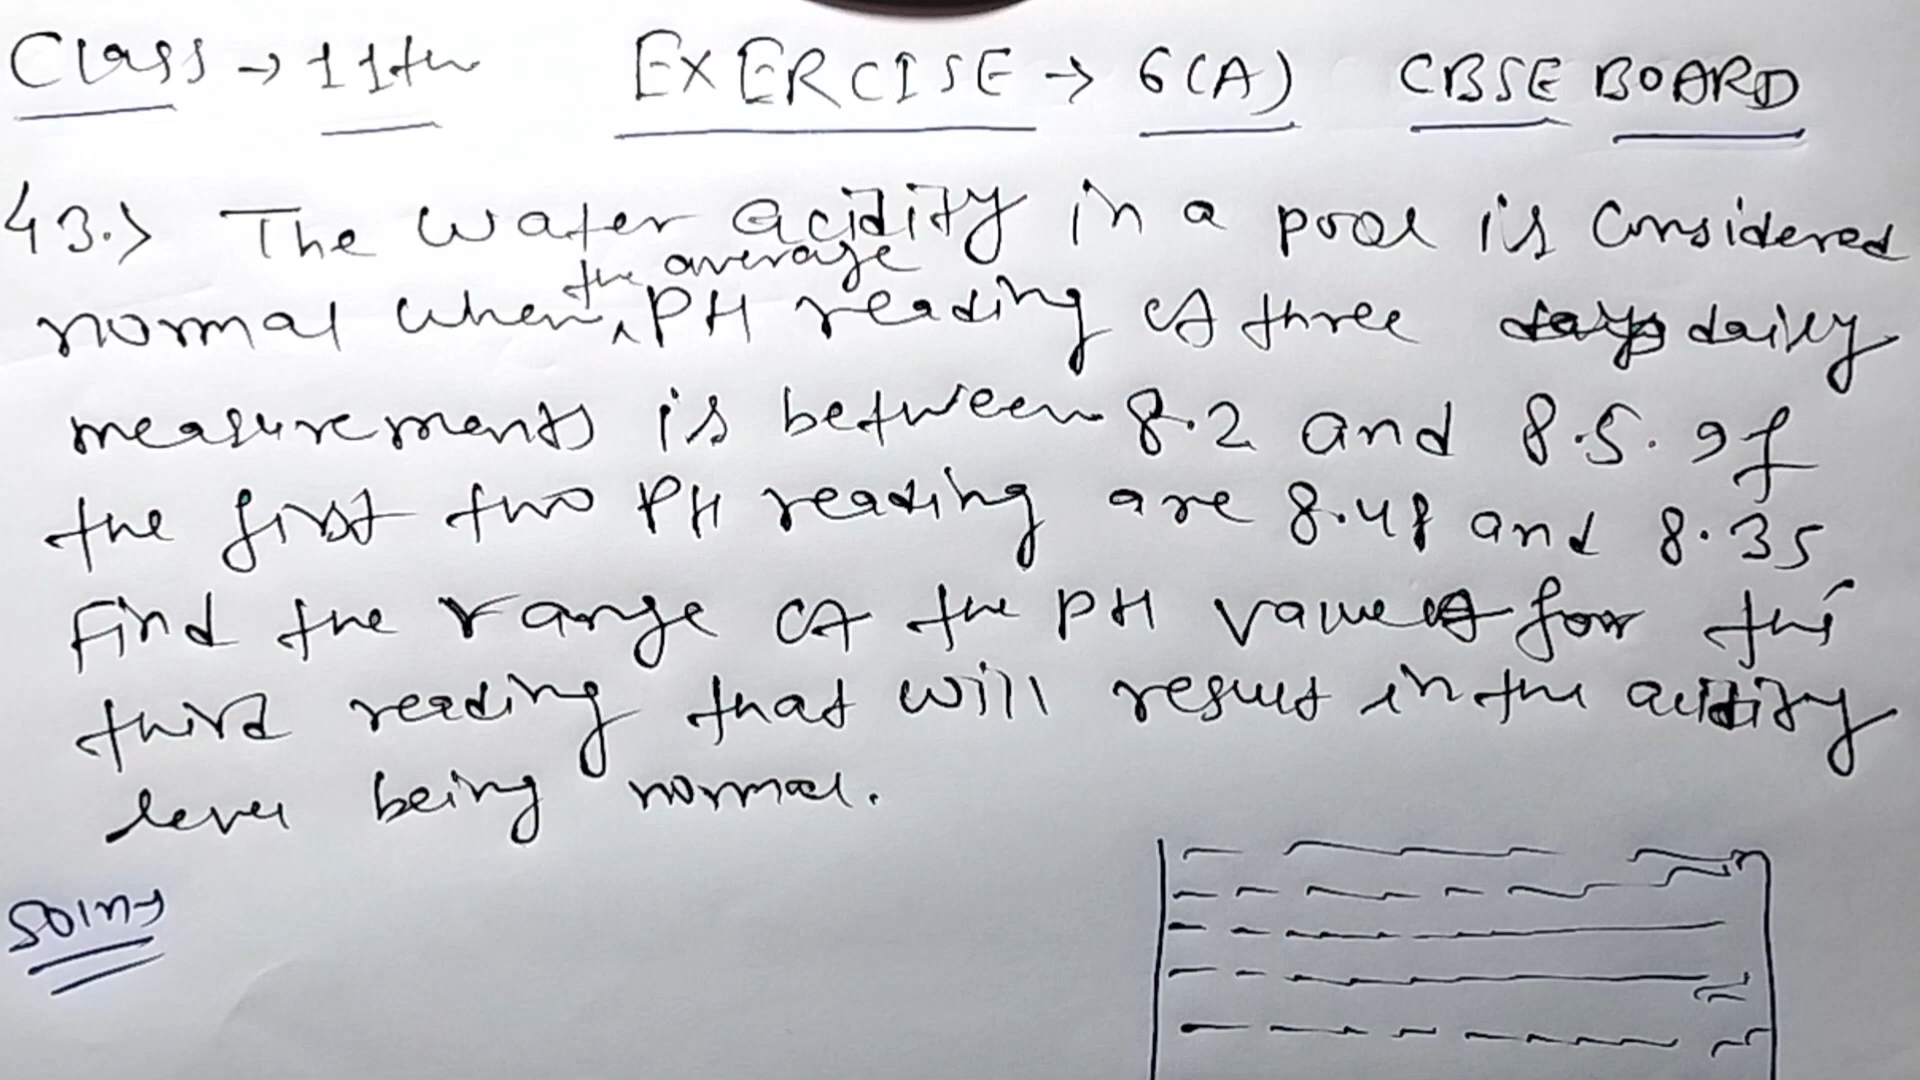 Class → 11th EXERCISE → 6(A) CBSE BOARD
43.> The Water acidity in a pool is Considered
normal when the average PH reading of three daily
measurements is between 8.2 and 8.5. If
the first two PH reading are 8.48 and 8.35
Find the range of the PH value for the
third reading that will result in the acidity
level being normal.
Soln,